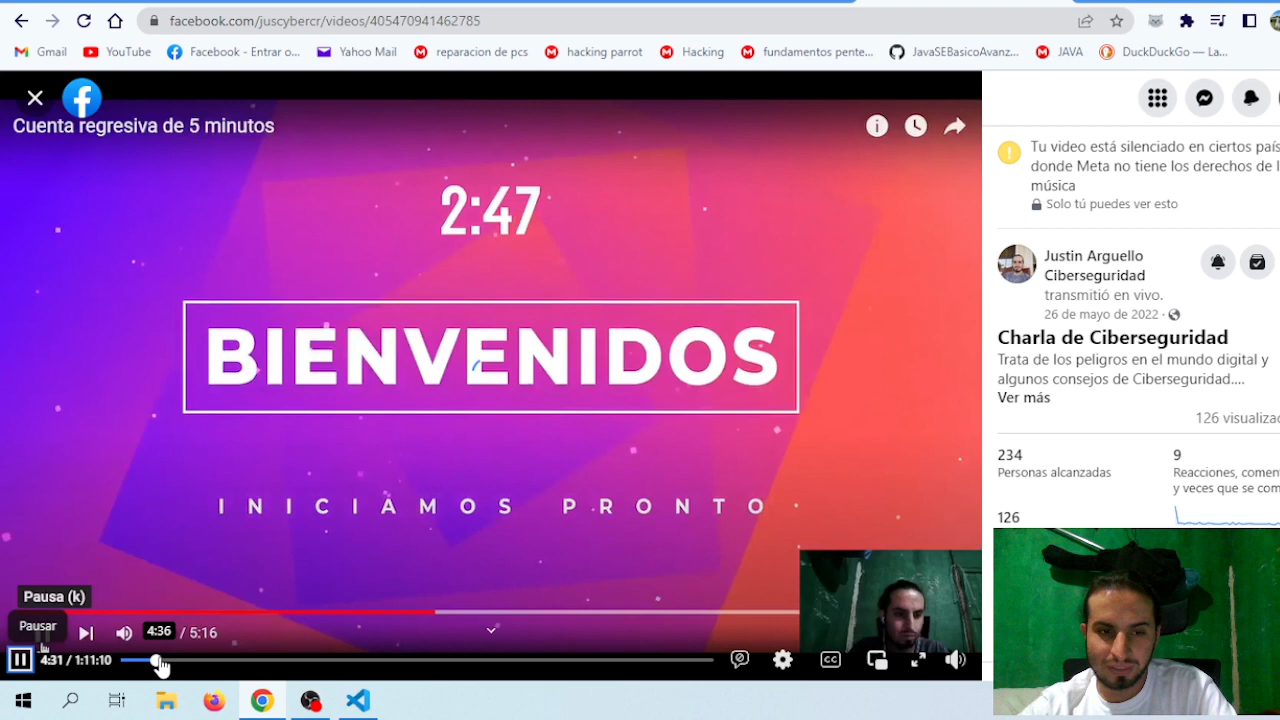 facebook.com/juscybercr/videos/405470941462785
Gmail
YouTube
Facebook - Entrar o...
Yahoo Mail
reparacion de pcs
hacking parrot
Hacking
fundamentos pente...
JavaSEBasicoAvanz...
JAVA
DuckDuckGo — La...
Cuenta regresiva de 5 minutos
2:47
BIENVENIDOS
INICIAMOS PRONTO
Pausa (k)
Pausar
4:36 / 5:16
4:31 / 1:11:10
CC
Tu video está silenciado en ciertos paí
donde Meta no tiene los derechos de l
música
Solo tú puedes ver esto
Justin Arguello
Ciberseguridad
transmitió en vivo.
26 de mayo de 2022 ·
Charla de Ciberseguridad
Trata de los peligros en el mundo digital y
algunos consejos de Ciberseguridad....
Ver más
126 visualiza
234
Personas alcanzadas
9
Reacciones, comen
y veces que se com
126